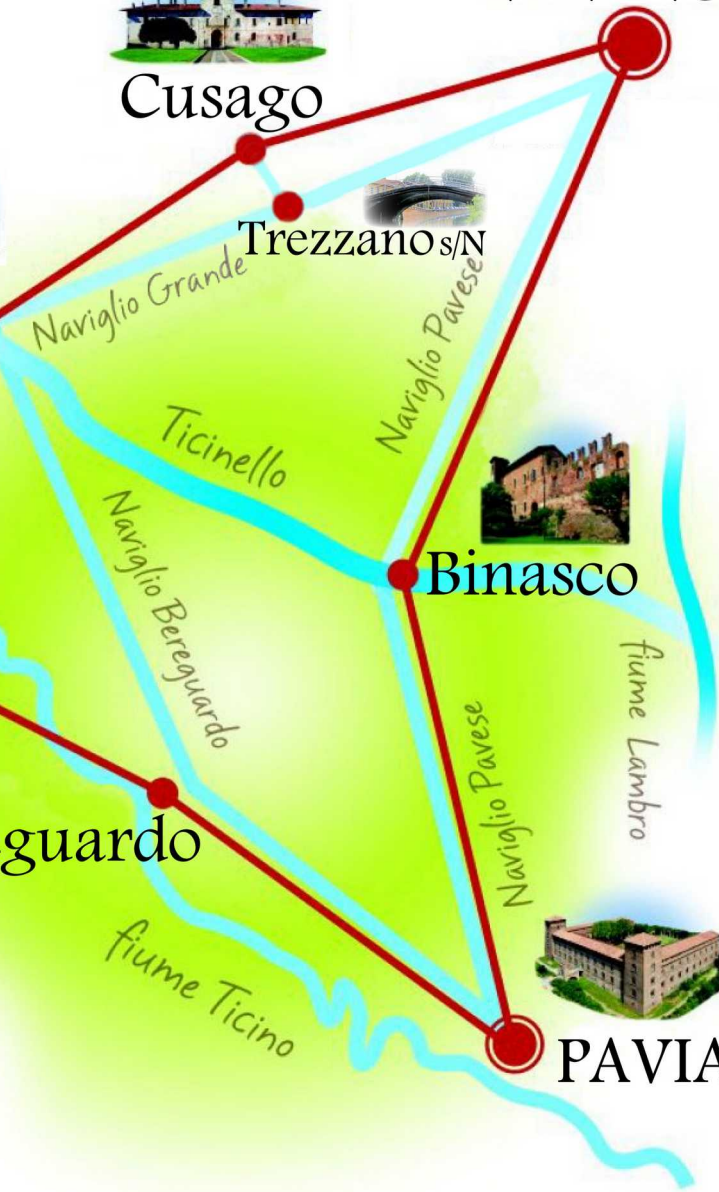 Cusago
Trezzano s/N
Naviglio Grande
Naviglio Pavese
Ticinello
Binasco
Naviglio Bereguardo
fiume Lambro
Naviglio Pavese
guardo
fiume Ticino
PAVIA